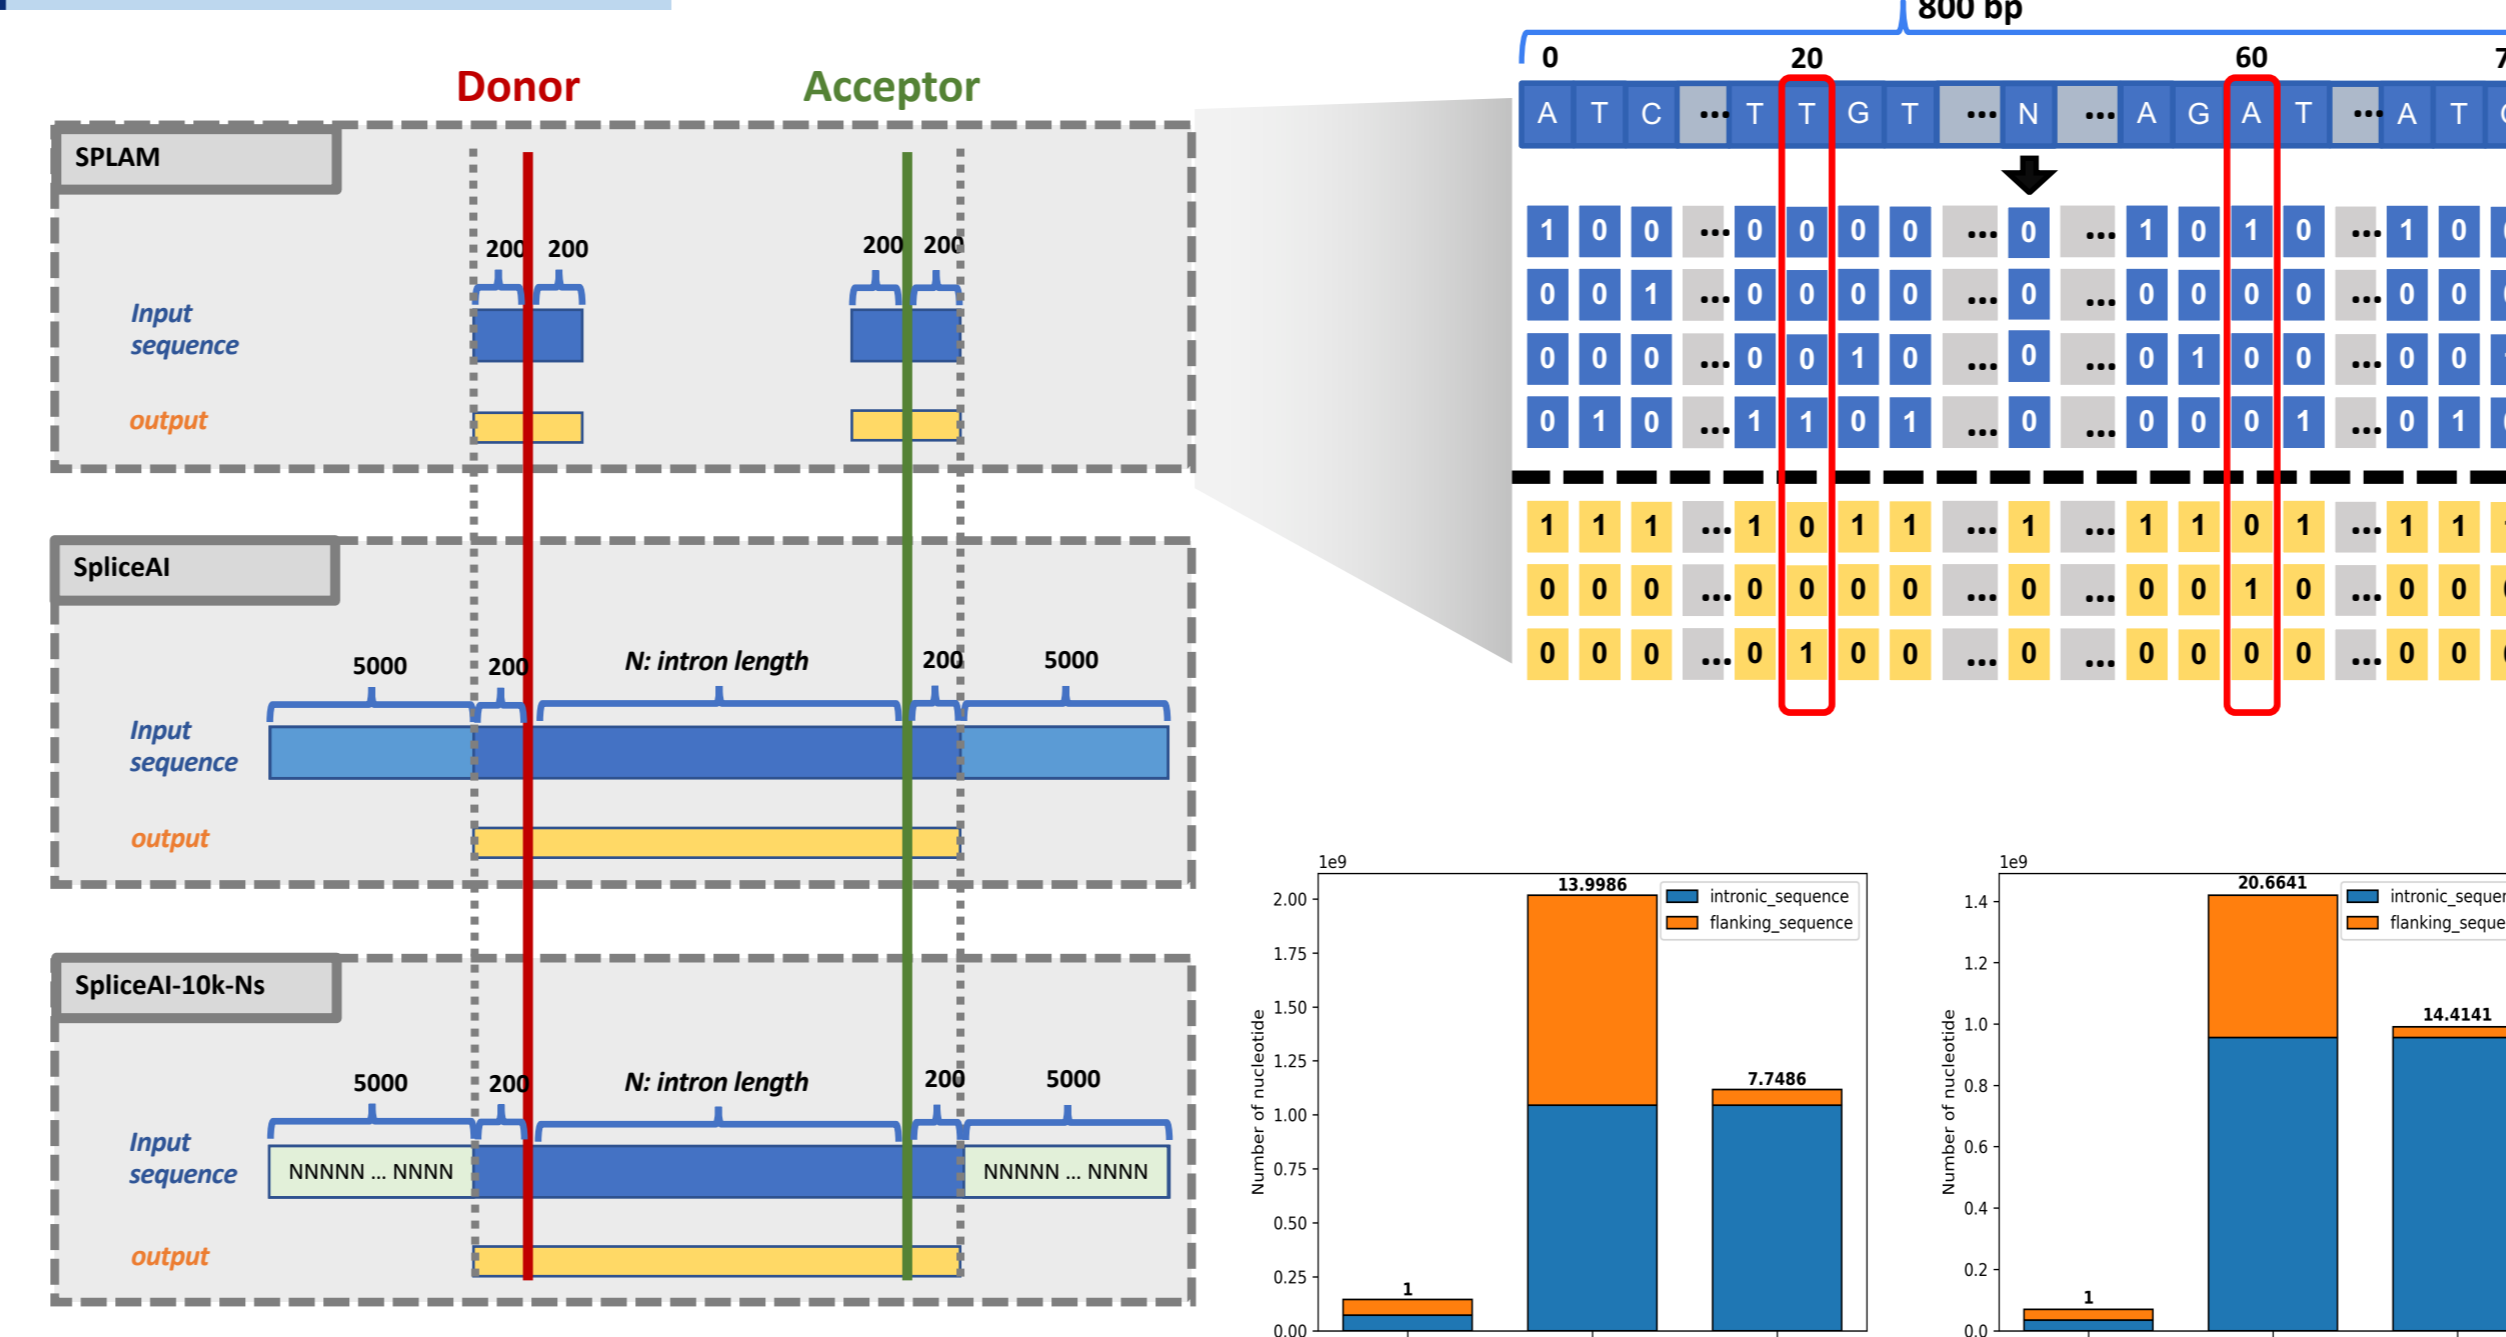 Donor
Acceptor
SPLAM
200 200
200 200
Input
sequence
output
SpliceAI
5000 200 N: intron length 200 5000
Input
sequence
output
SpliceAI-10k-Ns
5000 200 N: intron length 200 5000
Input
sequence
NNNNN ... NNNN
NNNNN ... NNNN
output
800 bp
0 20 60 7
A T C ... T T G T ... N ... A G A T ... A T
1 0 0 ... 0 0 0 0 ... 0 ... 1 0 1 0 ... 1 0
0 0 1 ... 0 0 0 0 ... 0 ... 0 0 0 0 ... 0 0
0 0 0 ... 0 0 1 0 ... 0 ... 0 1 0 0 ... 0 0
0 1 0 ... 1 1 0 1 ... 0 ... 0 0 0 1 ... 0 1
1 1 1 ... 1 0 1 1 ... 1 ... 1 1 0 1 ... 1 1
0 0 0 ... 0 0 0 0 ... 0 ... 0 0 1 0 ... 0 0
0 0 0 ... 0 1 0 0 ... 0 ... 0 0 0 0 ... 0 0
1e9
2.00
1.75
1.50
1.25
1.00
0.75
0.50
0.25
0.00
Number of nucleotide
1
13.9986
7.7486
intronic_sequence
flanking_sequence
1e9
1.4
1.2
1.0
0.8
0.6
0.4
0.2
0.0
Number of nucleotide
1
20.6641
14.4141
intronic_sequer
flanking_seque